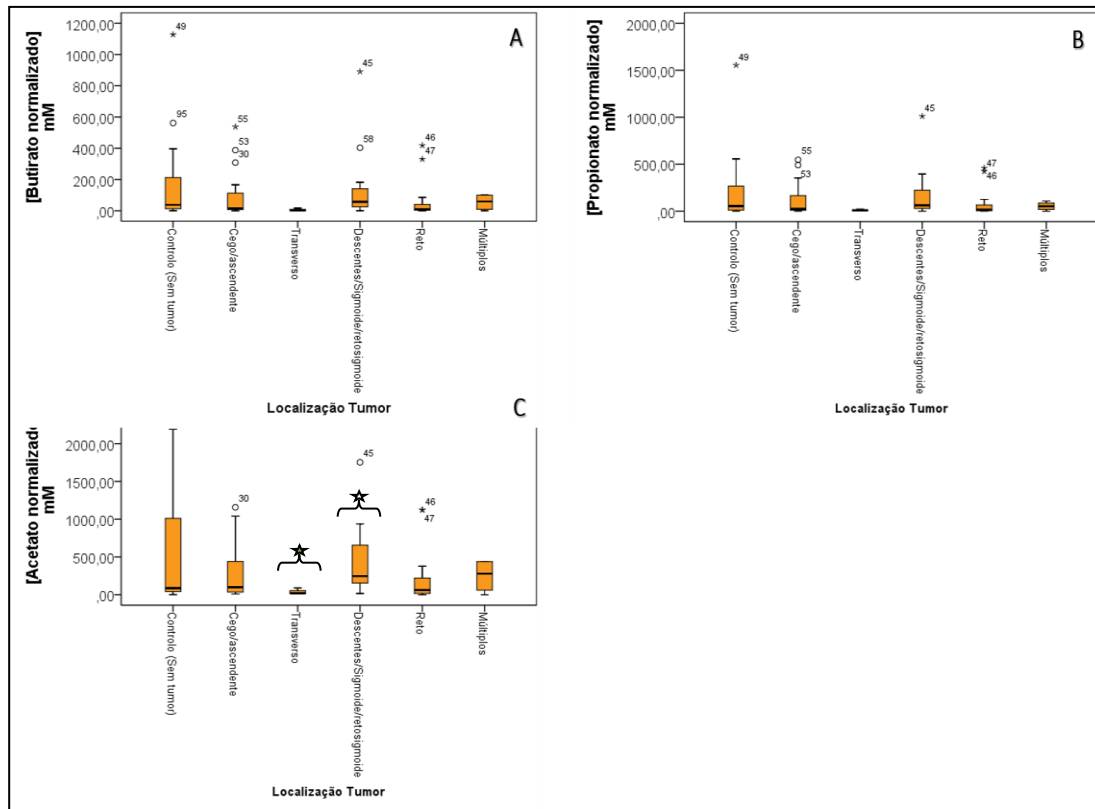 A
[Butirato normalizado]
mM
1200,00
1000,00
800,00
600,00
400,00
200,00
,00
49
95
55
53
30
45
58
46
47
Controlo (Sem tumor)
Cego/ascendente
Transverso
Descentes/Sigmoide/retosigmoide
Reto
Múltiplos
Localização Tumor
B
[Propionato normalizado]
mM
2000,00
1500,00
1000,00
500,00
,00
49
55
53
45
47
46
Controlo (Sem tumor)
Cego/ascendente
Transverso
Descentes/Sigmoide/retosigmoide
Reto
Múltiplos
Localização Tumor
C
[Acetato normalizado
mM
2000,00
1500,00
1000,00
500,00
,00
30
45
46
47
Controlo (Sem tumor)
Cego/ascendente
Transverso
Descentes/Sigmoide/retosigmoide
Reto
Múltiplos
Localização Tumor